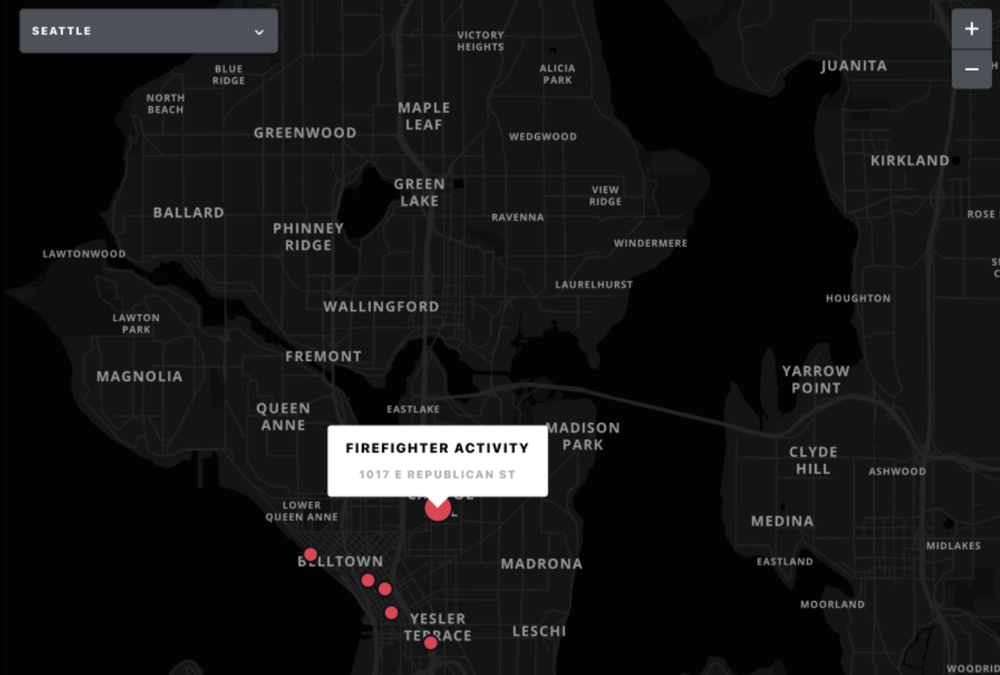 SEATTLE
+
−
VICTORY
HEIGHTS
BLUE
RIDGE
ALICIA
PARK
JUANITA
H
NORTH
BEACH
MAPLE
LEAF
GREENWOOD
WEDGWOOD
KIRKLAND
GREEN
LAKE
VIEW
RIDGE
BALLARD
RAVENNA
ROSE
PHINNEY
RIDGE
WINDERMERE
LAWTONWOOD
LAURELHURST
HOUGHTON
WALLINGFORD
LAWTON
PARK
FREMONT
MAGNOLIA
YARROW
POINT
QUEEN
ANNE
EASTLAKE
MADISON
PARK
FIREFIGHTER ACTIVITY
1017 E REPUBLICAN ST
CLYDE
HILL
ASHWOOD
LOWER
QUEEN ANNE
MEDINA
MIDLAKES
BELLTOWN
MADRONA
EASTLAND
MOORLAND
YESLER
TERRACE
LESCHI
WOODRID